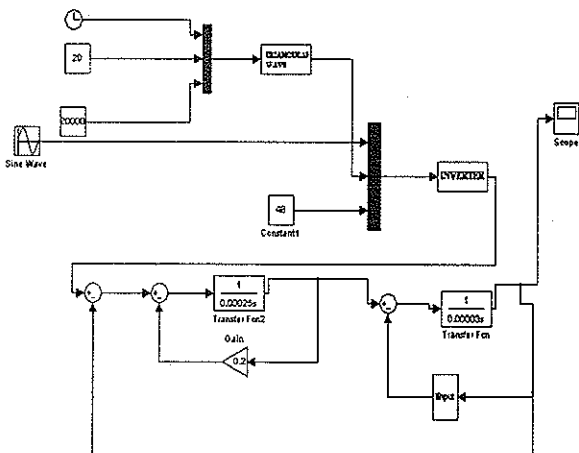 20
TRIANGULAR
WAVE
20000
Sine Wave
Scope
INVERTER
48
Constant1
+
-
+
-
1
0.00025s
Transfer Fcn2
+
-
1
0.00003s
Transfer Fcn
Gain
0.2